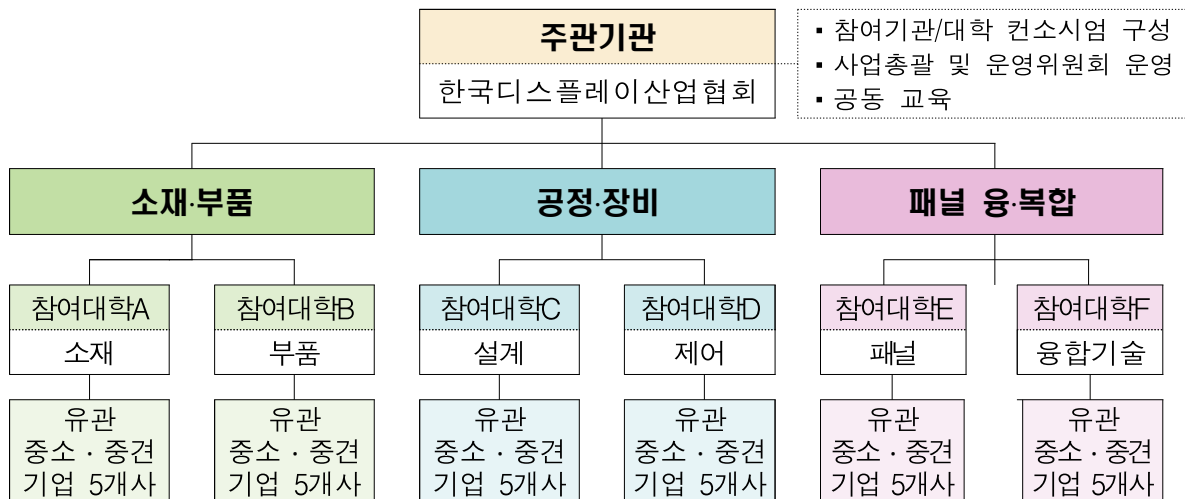 주관기관
한국디스플레이산업협회
▪ 참여기관/대학 컨소시엄 구성
▪ 사업총괄 및 운영위원회 운영
▪ 공동 교육
소재·부품
공정·장비
패널 융·복합
참여대학A
소재
참여대학B
부품
참여대학C
설계
참여대학D
제어
참여대학E
패널
참여대학F
융합기술
유관
중소·중견
기업 5개사
유관
중소·중견
기업 5개사
유관
중소·중견
기업 5개사
유관
중소·중견
기업 5개사
유관
중소·중견
기업 5개사
유관
중소·중견
기업 5개사